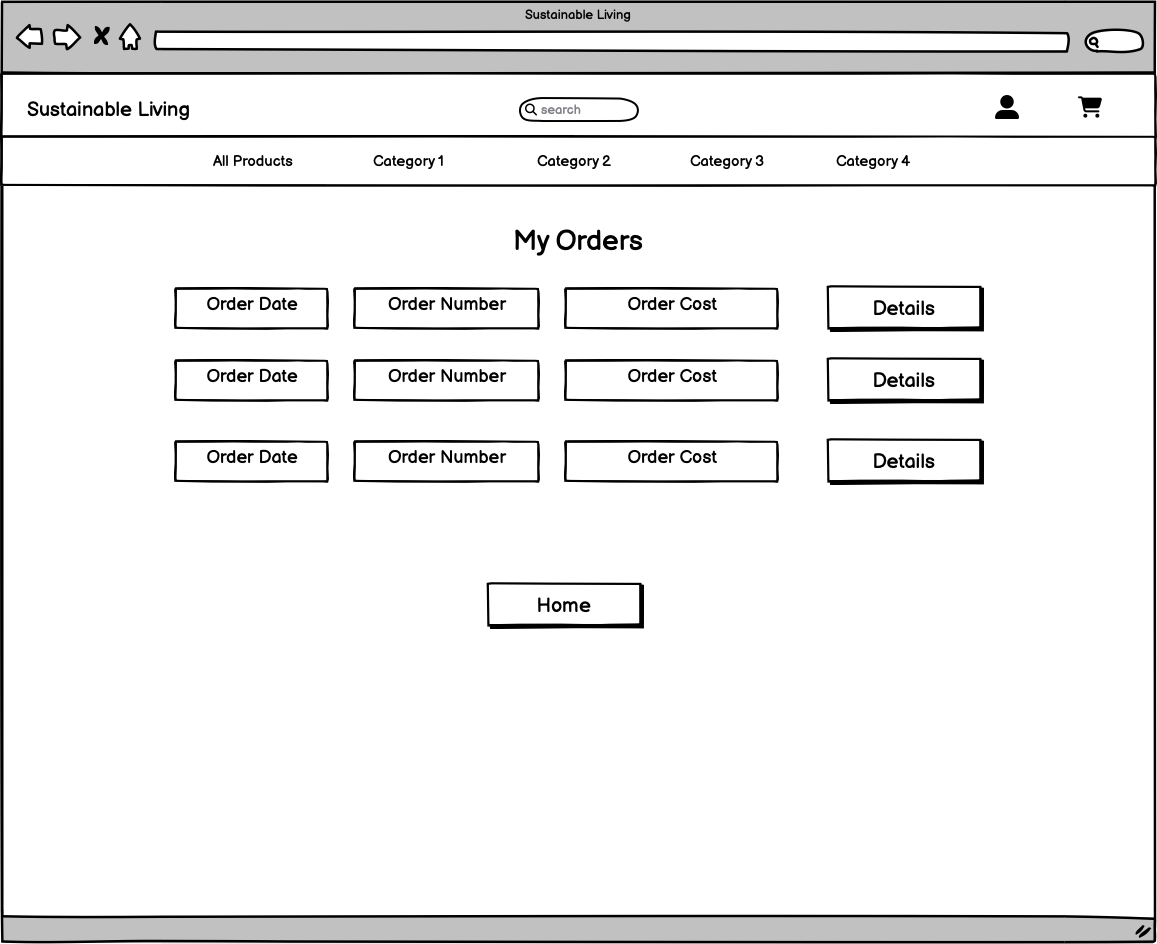 Sustainable Living
Sustainable Living
search
All Products Category 1 Category 2 Category 3 Category 4
My Orders
Order Date Order Number Order Cost Details
Order Date Order Number Order Cost Details
Order Date Order Number Order Cost Details
Home